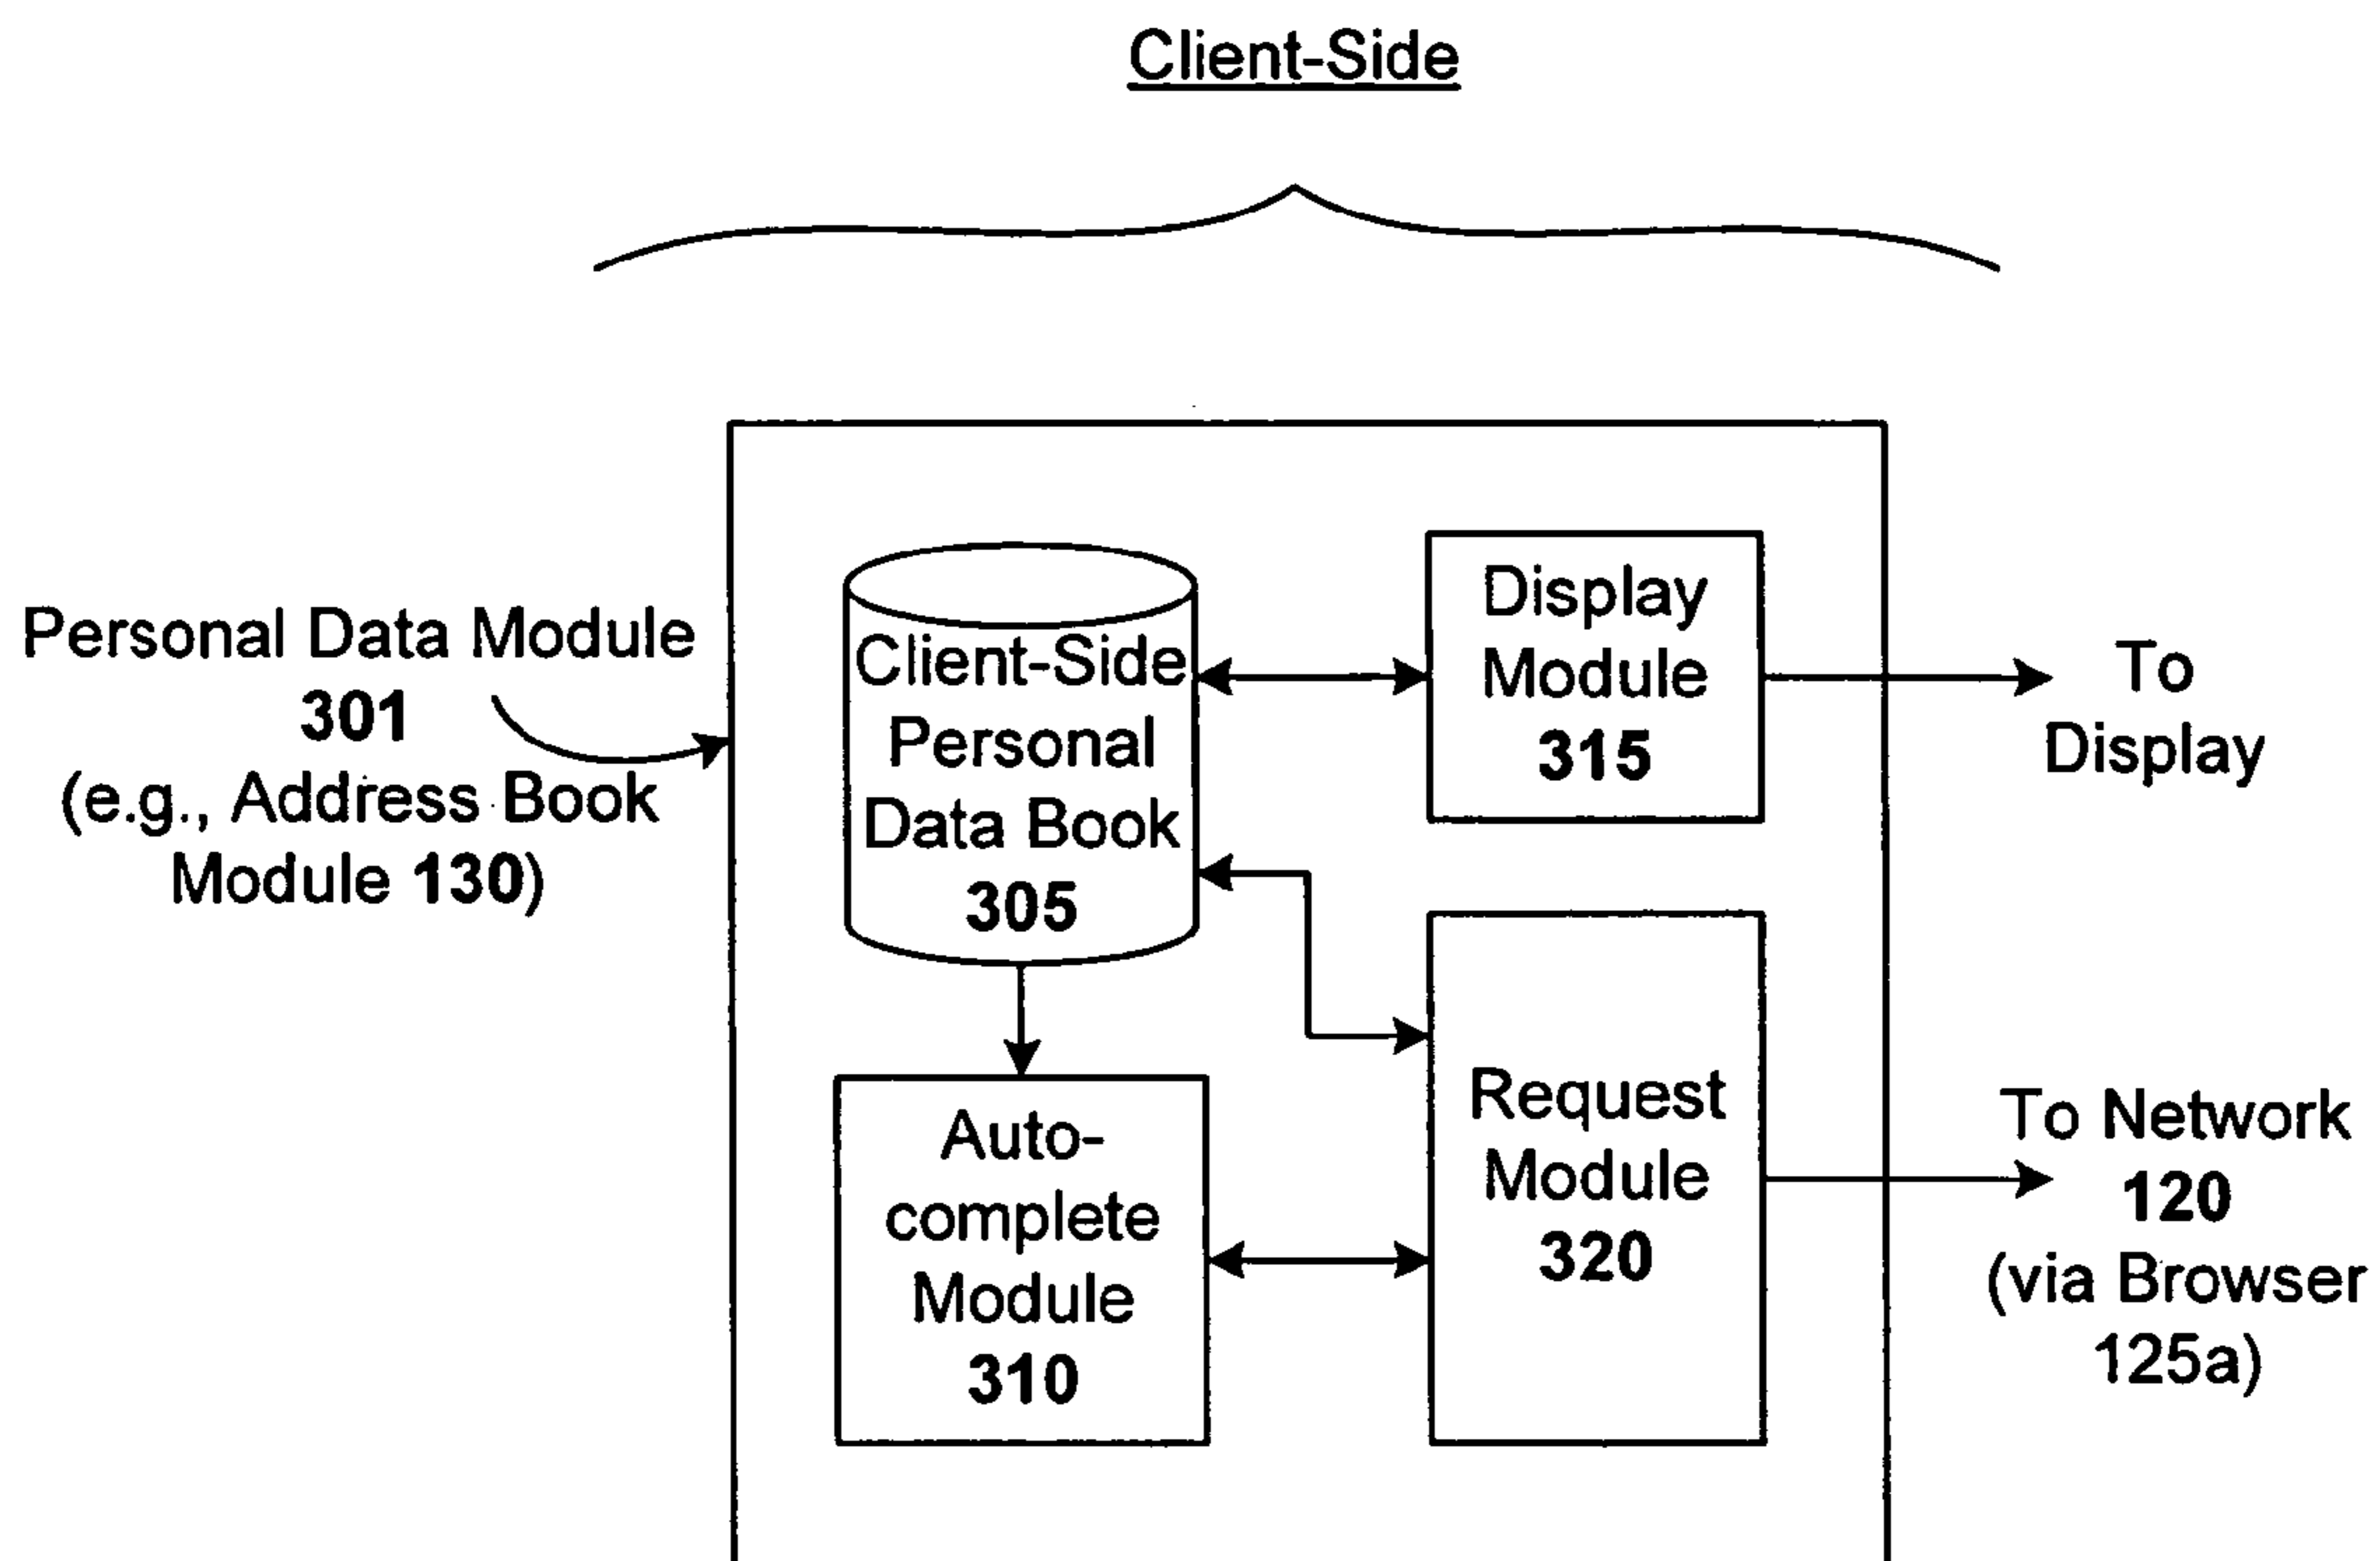 Client-Side
Personal Data Module
301
(e.g., Address Book
Module 130)
Client-Side
Personal
Data Book
305
Display
Module
315
To
Display
Auto-
complete
Module
310
Request
Module
320
To Network
120
(via Browser
125a)